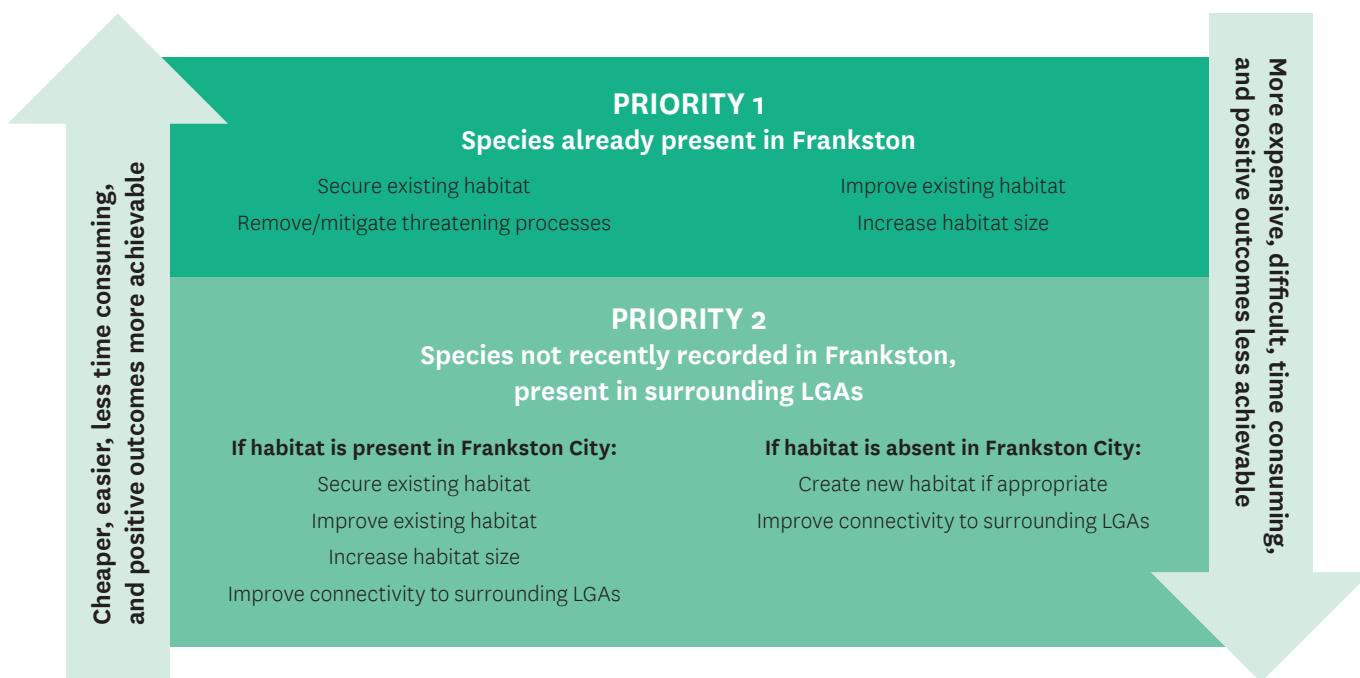 Cheaper, easier, less time consuming,
and positive outcomes more achievable
PRIORITY 1
Species already present in Frankston
Secure existing habitat
Remove/mitigate threatening processes
Improve existing habitat
Increase habitat size
PRIORITY 2
Species not recently recorded in Frankston,
present in surrounding LGAs
If habitat is present in Frankston City:
Secure existing habitat
Improve existing habitat
Increase habitat size
Improve connectivity to surrounding LGAs
If habitat is absent in Frankston City:
Create new habitat if appropriate
Improve connectivity to surrounding LGAs
More expensive, difficult, time consuming,
and positive outcomes less achievable